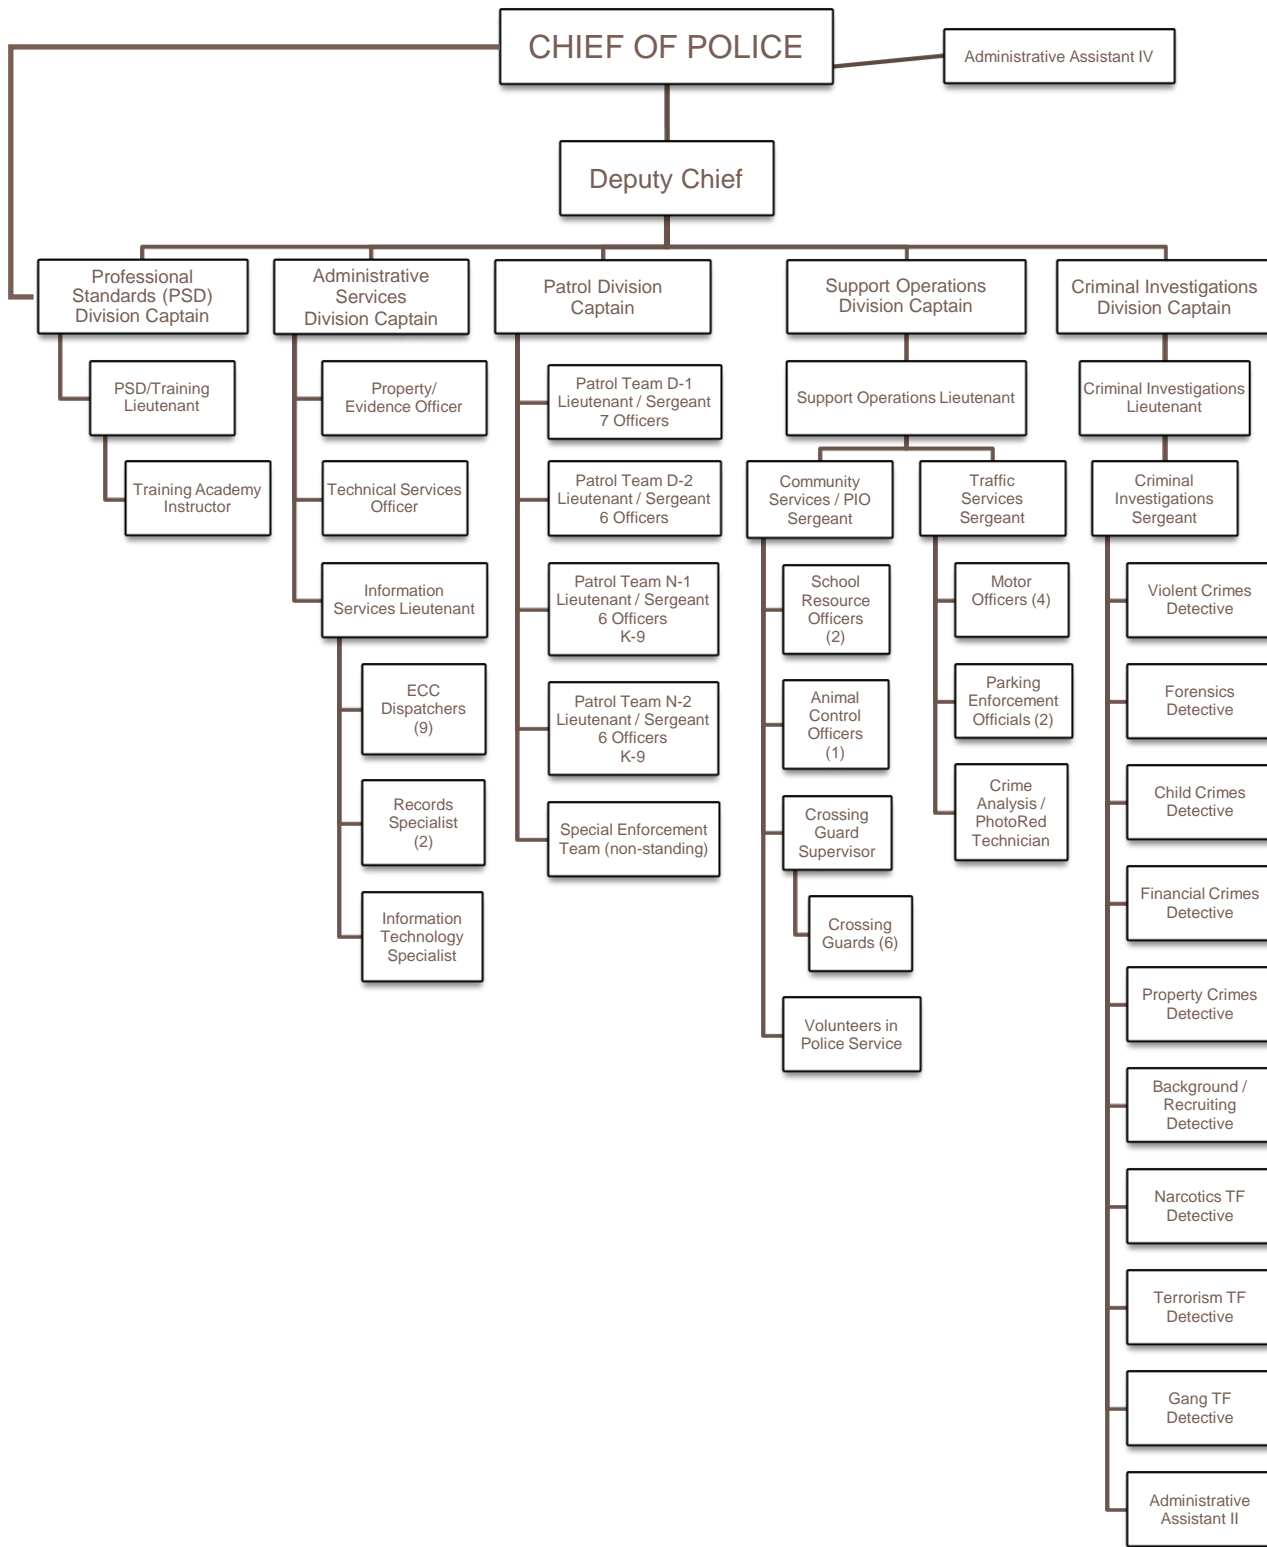 CHIEF OF POLICE
Administrative Assistant IV
Deputy Chief
Professional
Standards (PSD)
Division Captain
Administrative
Services
Division Captain
Patrol Division
Captain
Support Operations
Division Captain
Criminal Investigations
Division Captain
PSD/Training
Lieutenant
Training Academy
Instructor
Property/
Evidence Officer
Technical Services
Officer
Information
Services Lieutenant
ECC
Dispatchers
(9)
Records
Specialist
(2)
Information
Technology
Specialist
Patrol Team D-1
Lieutenant / Sergeant
7 Officers
Patrol Team D-2
Lieutenant / Sergeant
6 Officers
Patrol Team N-1
Lieutenant / Sergeant
6 Officers
K-9
Patrol Team N-2
Lieutenant / Sergeant
6 Officers
K-9
Special Enforcement
Team (non-standing)
Support Operations Lieutenant
Community
Services / PIO
Sergeant
School
Resource
Officers
(2)
Animal
Control
Officers
(1)
Crossing
Guard
Supervisor
Crossing
Guards (6)
Volunteers in
Police Service
Traffic
Services
Sergeant
Motor
Officers (4)
Parking
Enforcement
Officials (2)
Crime
Analysis /
PhotoRed
Technician
Criminal Investigations
Lieutenant
Criminal
Investigations
Sergeant
Violent Crimes
Detective
Forensics
Detective
Child Crimes
Detective
Financial Crimes
Detective
Property Crimes
Detective
Background /
Recruiting
Detective
Narcotics TF
Detective
Terrorism TF
Detective
Gang TF
Detective
Administrative
Assistant II